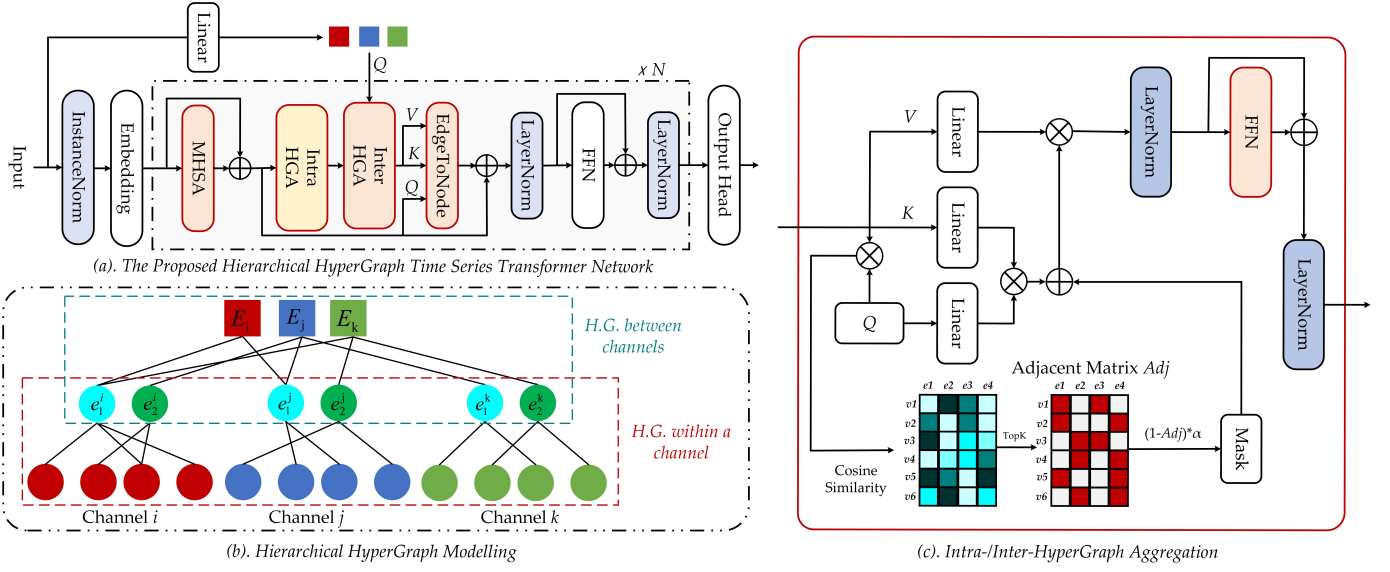 Linear
Q
× N
Input
InstanceNorm
Embedding
MHSA
Intra
HGA
Inter
HGA
V
K
Q
EdgeToNode
LayerNorm
FFN
LayerNorm
Output Head
(a). The Proposed Hierarchical HyperGraph Time Series Transformer Network
E_i
E_j
E_k
H.G. between
channels
e_1^i
e_2^i
e_1^j
e_2^j
e_1^k
e_2^k
H.G. within a
channel
Channel i
Channel j
Channel k
(b). Hierarchical HyperGraph Modelling
V
Linear
LayerNorm
FFN
K
Linear
Q
Linear
LayerNorm
Adjacent Matrix Adj
e1 e2 e3 e4
v1
v2
v3
v4
v5
v6
TopK
e1 e2 e3 e4
v1
v2
v3
v4
v5
v6
(1-Adj)*α
Mask
Cosine
Similarity
(c). Intra-/Inter-HyperGraph Aggregation